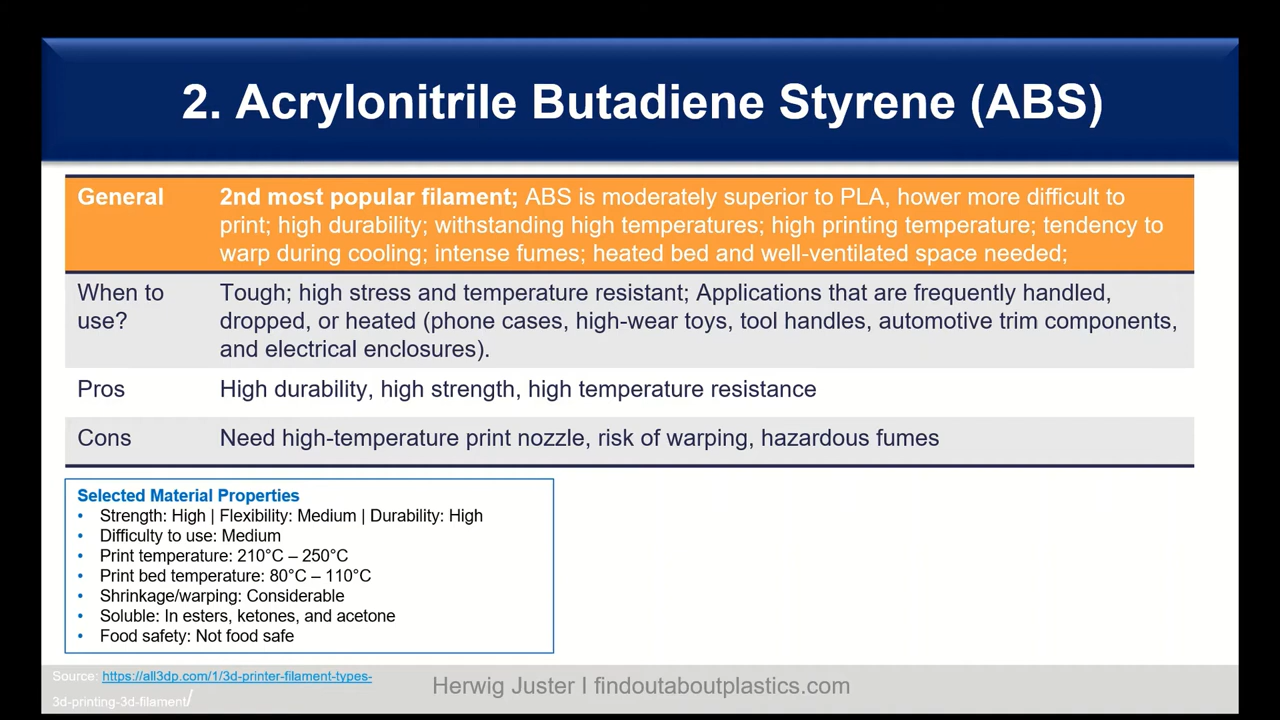 2. Acrylonitrile Butadiene Styrene (ABS)
General
2nd most popular filament; ABS is moderately superior to PLA, hower more difficult to
print; high durability; withstanding high temperatures; high printing temperature; tendency to
warp during cooling; intense fumes; heated bed and well-ventilated space needed;
When to
use?
Tough; high stress and temperature resistant; Applications that are frequently handled,
dropped, or heated (phone cases, high-wear toys, tool handles, automotive trim components,
and electrical enclosures).
Pros
High durability, high strength, high temperature resistance
Cons
Need high-temperature print nozzle, risk of warping, hazardous fumes
Selected Material Properties
• Strength: High | Flexibility: Medium | Durability: High
• Difficulty to use: Medium
• Print temperature: 210°C – 250°C
• Print bed temperature: 80°C – 110°C
• Shrinkage/warping: Considerable
• Soluble: In esters, ketones, and acetone
• Food safety: Not food safe
Source: https://all3dp.com/1/3d-printer-filament-types-
3d-printing-3d-filament/
Herwig Juster I findoutaboutplastics.com